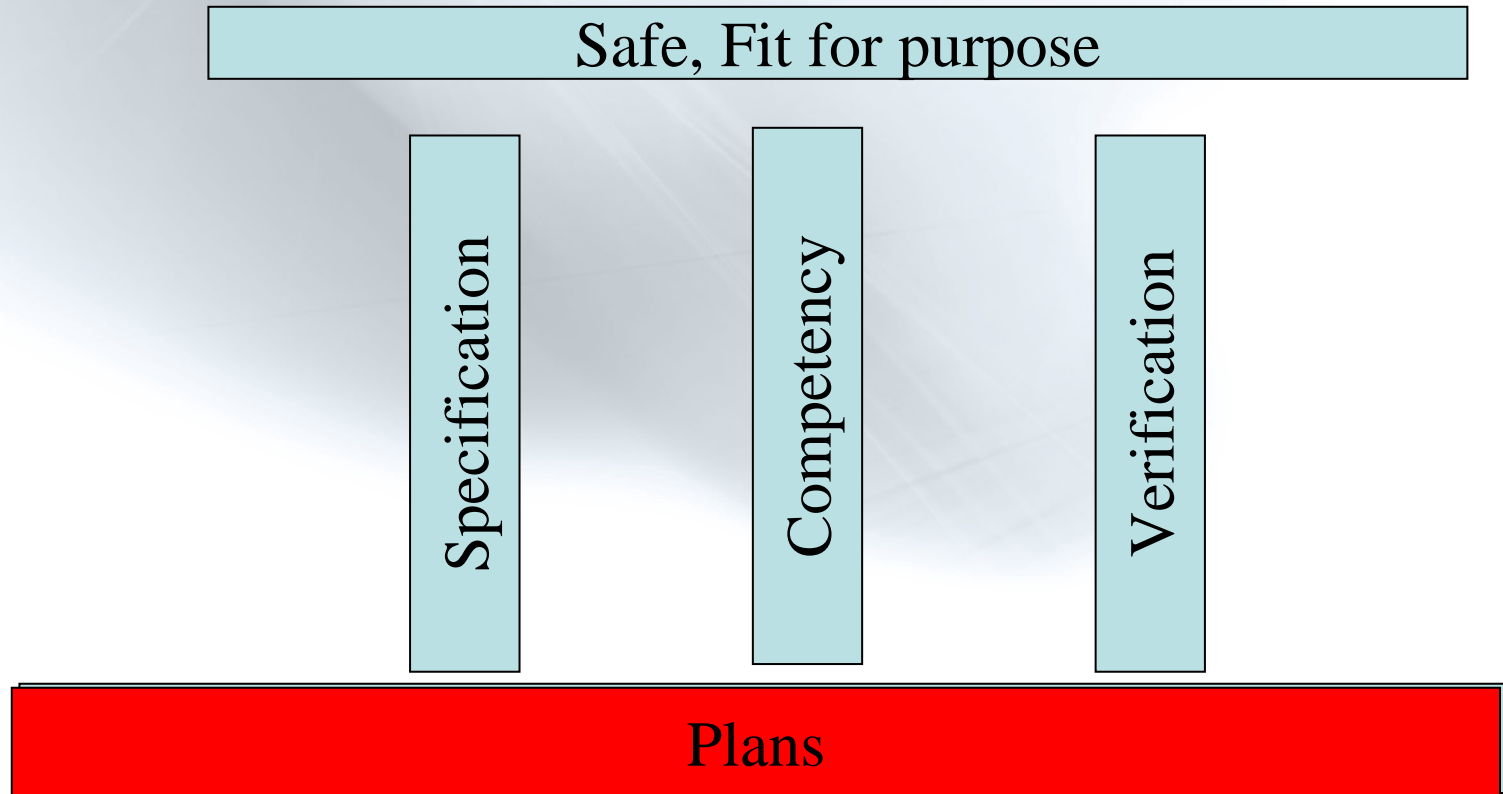 Safe, Fit for purpose
Specification
Competency
Verification
Plans